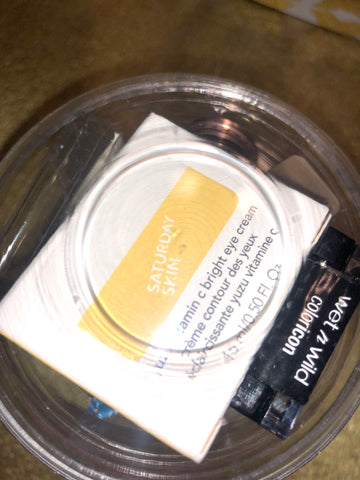 SATURDAY
SKIN
vitamin c bright eye cream
crème contour des yeux
éclaircissante yuzu vitamine C
mL/0.50 FL. Oz
wet n wild
coloricon